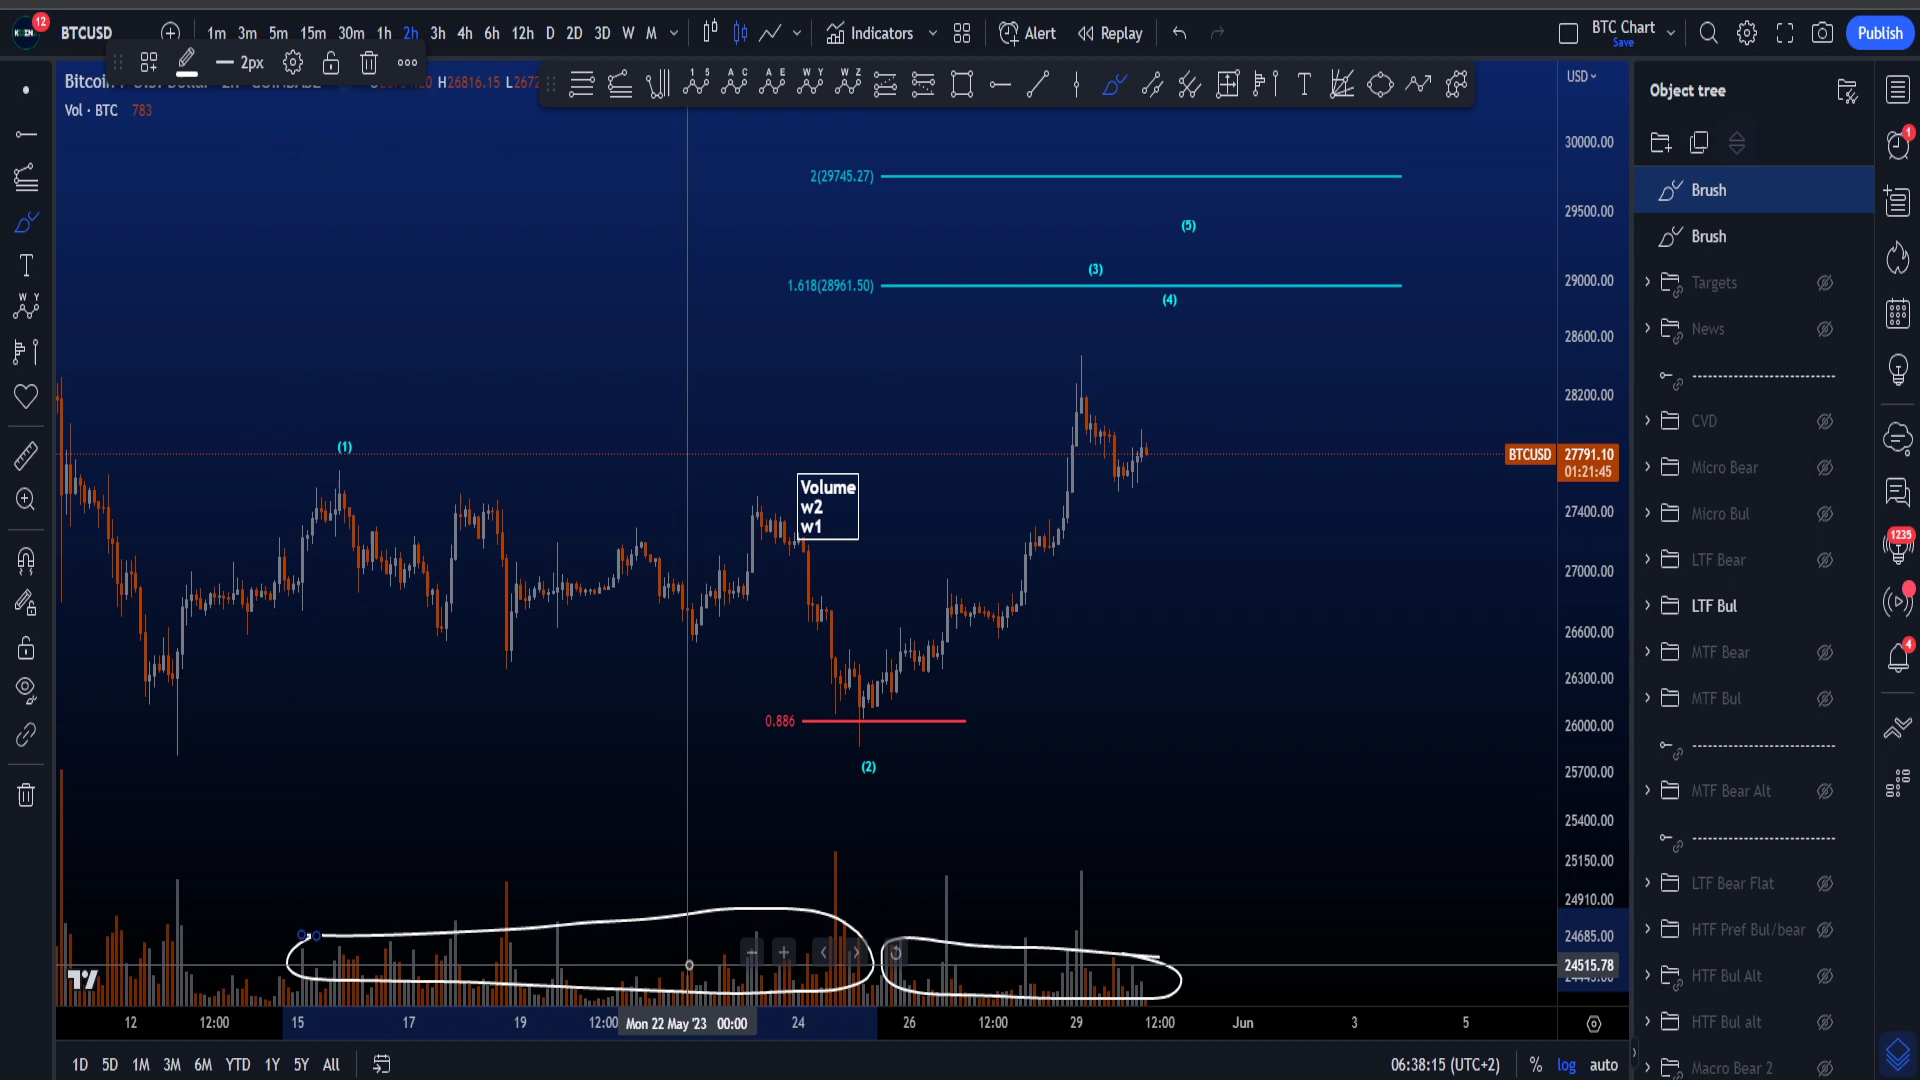 12
BTCUSD
1m 3m 5m 15m 30m 1h 2h 3h 4h 6h 12h D 2D 3D W M
Indicators
Alert
Replay
BTC Chart
Save
Publish
2px
H26816.15
Vol · BTC 783
USD
Object tree
Brush
Brush
Targets
News
CVD
Micro Bear
Micro Bul
LTF Bear
LTF Bul
MTF Bear
MTF Bul
MTF Bear Alt
LTF Bear Flat
HTF Pref Bul/bear
HTF Bul Alt
HTF Bul alt
Macro Bear 2
1
1235
4
30000.00
29500.00
29000.00
28600.00
28200.00
BTCUSD 27791.10
01:21:45
27400.00
27000.00
26600.00
26300.00
26000.00
25700.00
25400.00
25150.00
24910.00
24685.00
24515.78
2(29745.27)
(5)
(3)
1.618(28961.50)
(4)
(1)
Volume
w2
w1
0.886
(2)
12 12:00 15 17 19 12:00 Mon 22 May '23 00:00 24 26 12:00 29 12:00 Jun 3 5
1D 5D 1M 3M 6M YTD 1Y 5Y All
06:38:15 (UTC+2) % log auto